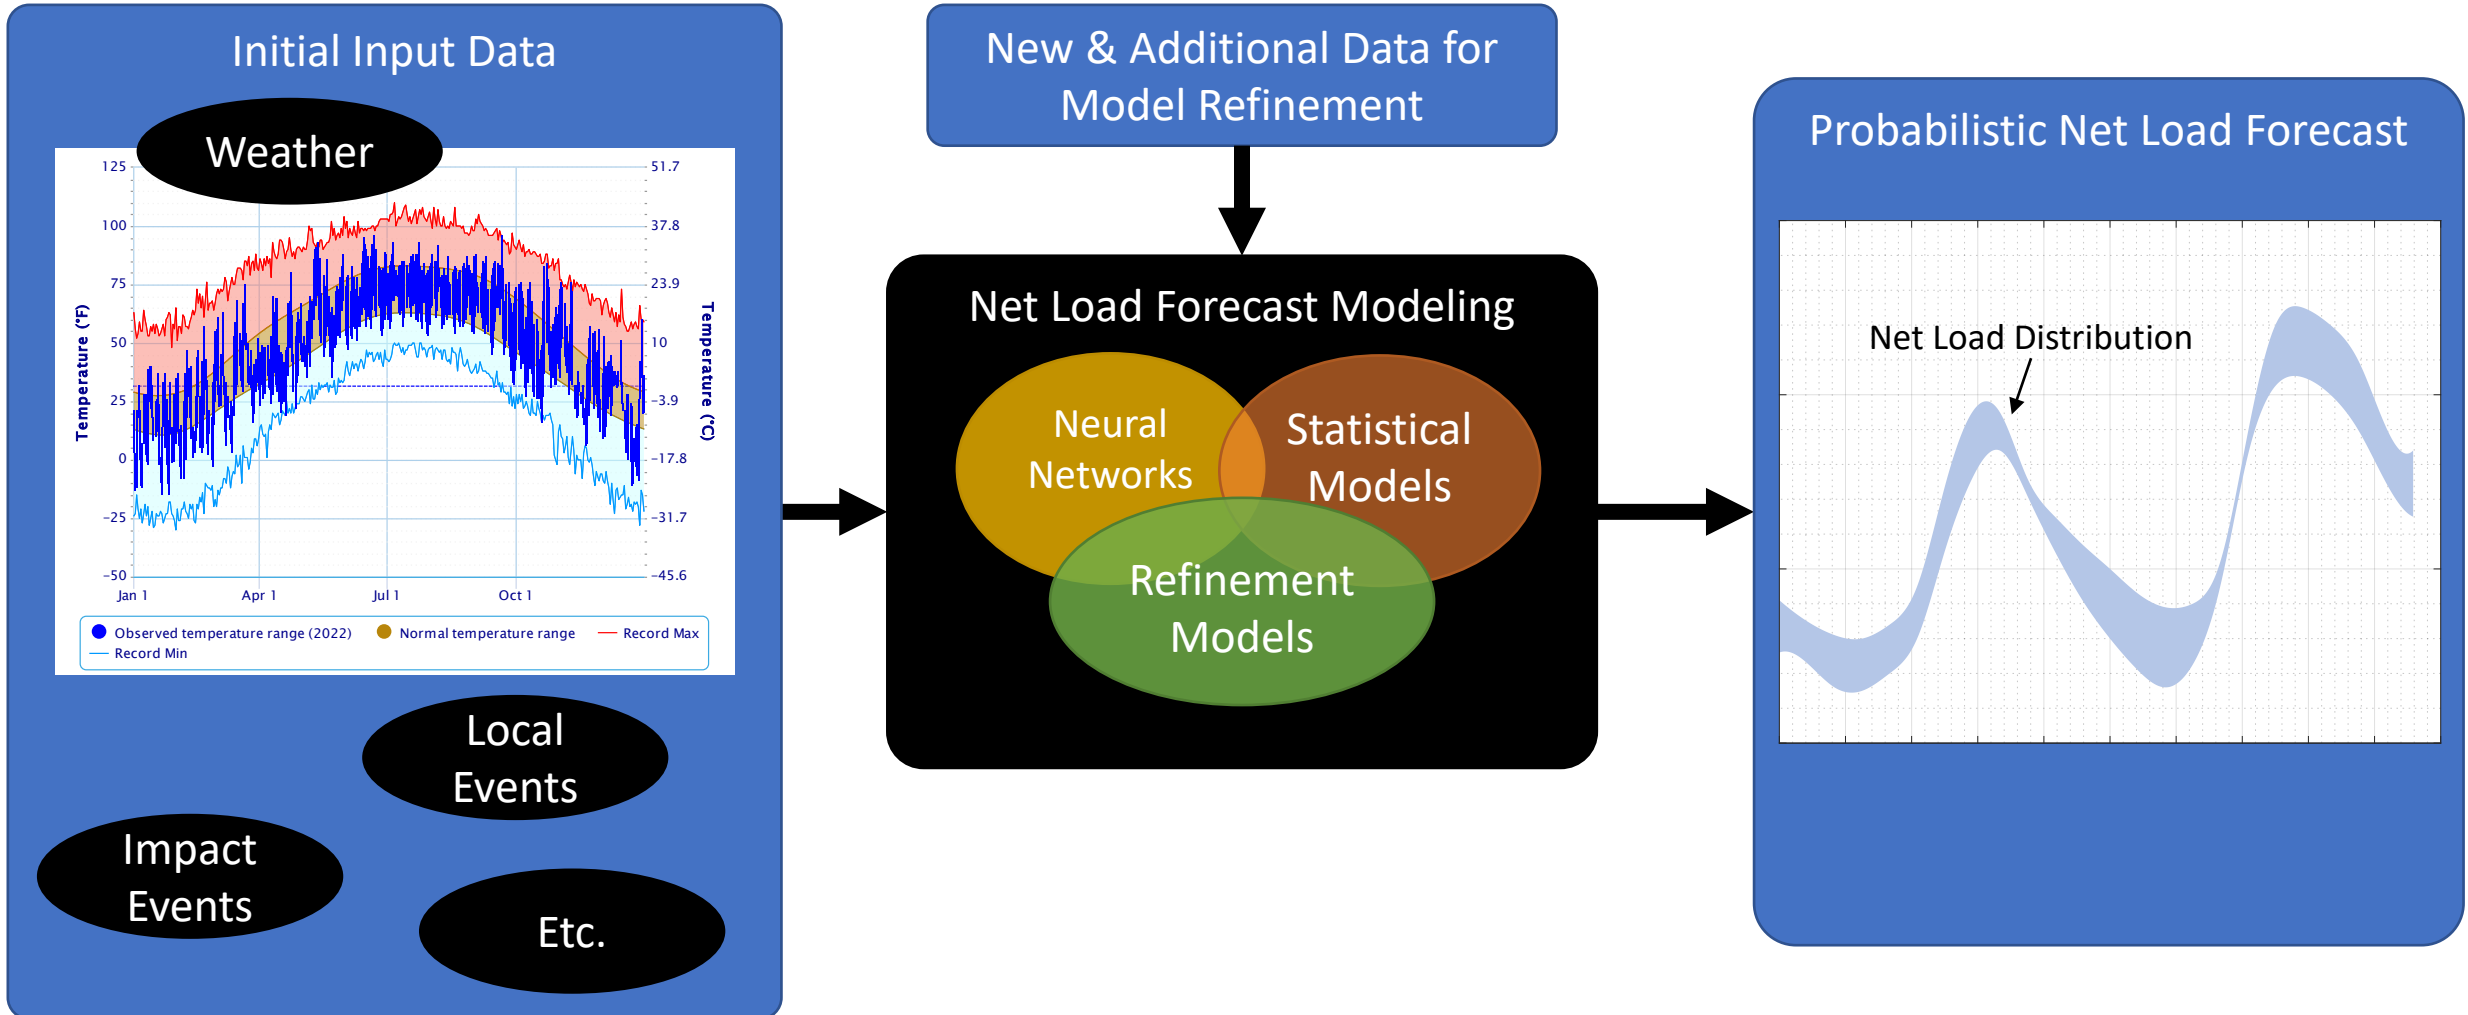 Initial Input Data
Weather
125
100
75
50
25
0
−25
−50
51.7
37.8
23.9
10
−3.9
−17.8
−31.7
−45.6
Temperature (°F)
Temperature (°C)
Jan 1
Apr 1
Jul 1
Oct 1
Observed temperature range (2022)
Normal temperature range
Record Max
Record Min
Local
Events
Impact
Events
Etc.
New & Additional Data for
Model Refinement
Net Load Forecast Modeling
Neural
Networks
Statistical
Models
Refinement
Models
Probabilistic Net Load Forecast
Net Load Distribution